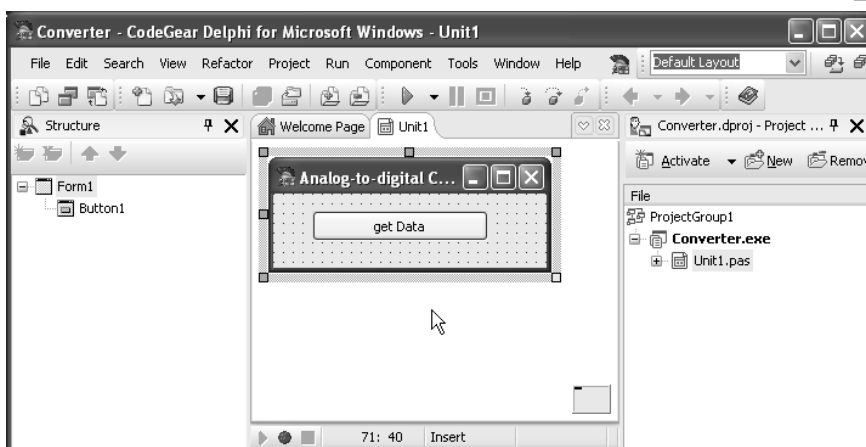 Converter - CodeGear Delphi for Microsoft Windows - Unit1
File Edit Search View Refactor Project Run Component Tools Window Help Default Layout
Structure
Welcome Page Unit1
Converter.dproj - Project ...
Activate New Remov
Form1
Button1
Analog-to-digital C...
get Data
File
ProjectGroup1
Converter.exe
Unit1.pas
71: 40 Insert